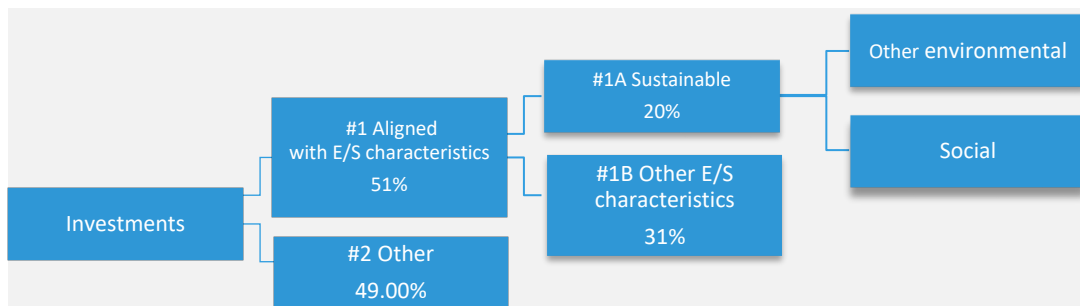 Investments
#1 Aligned
with E/S characteristics
51%
#2 Other
49.00%
#1A Sustainable
20%
#1B Other E/S
characteristics
31%
Other environmental
Social